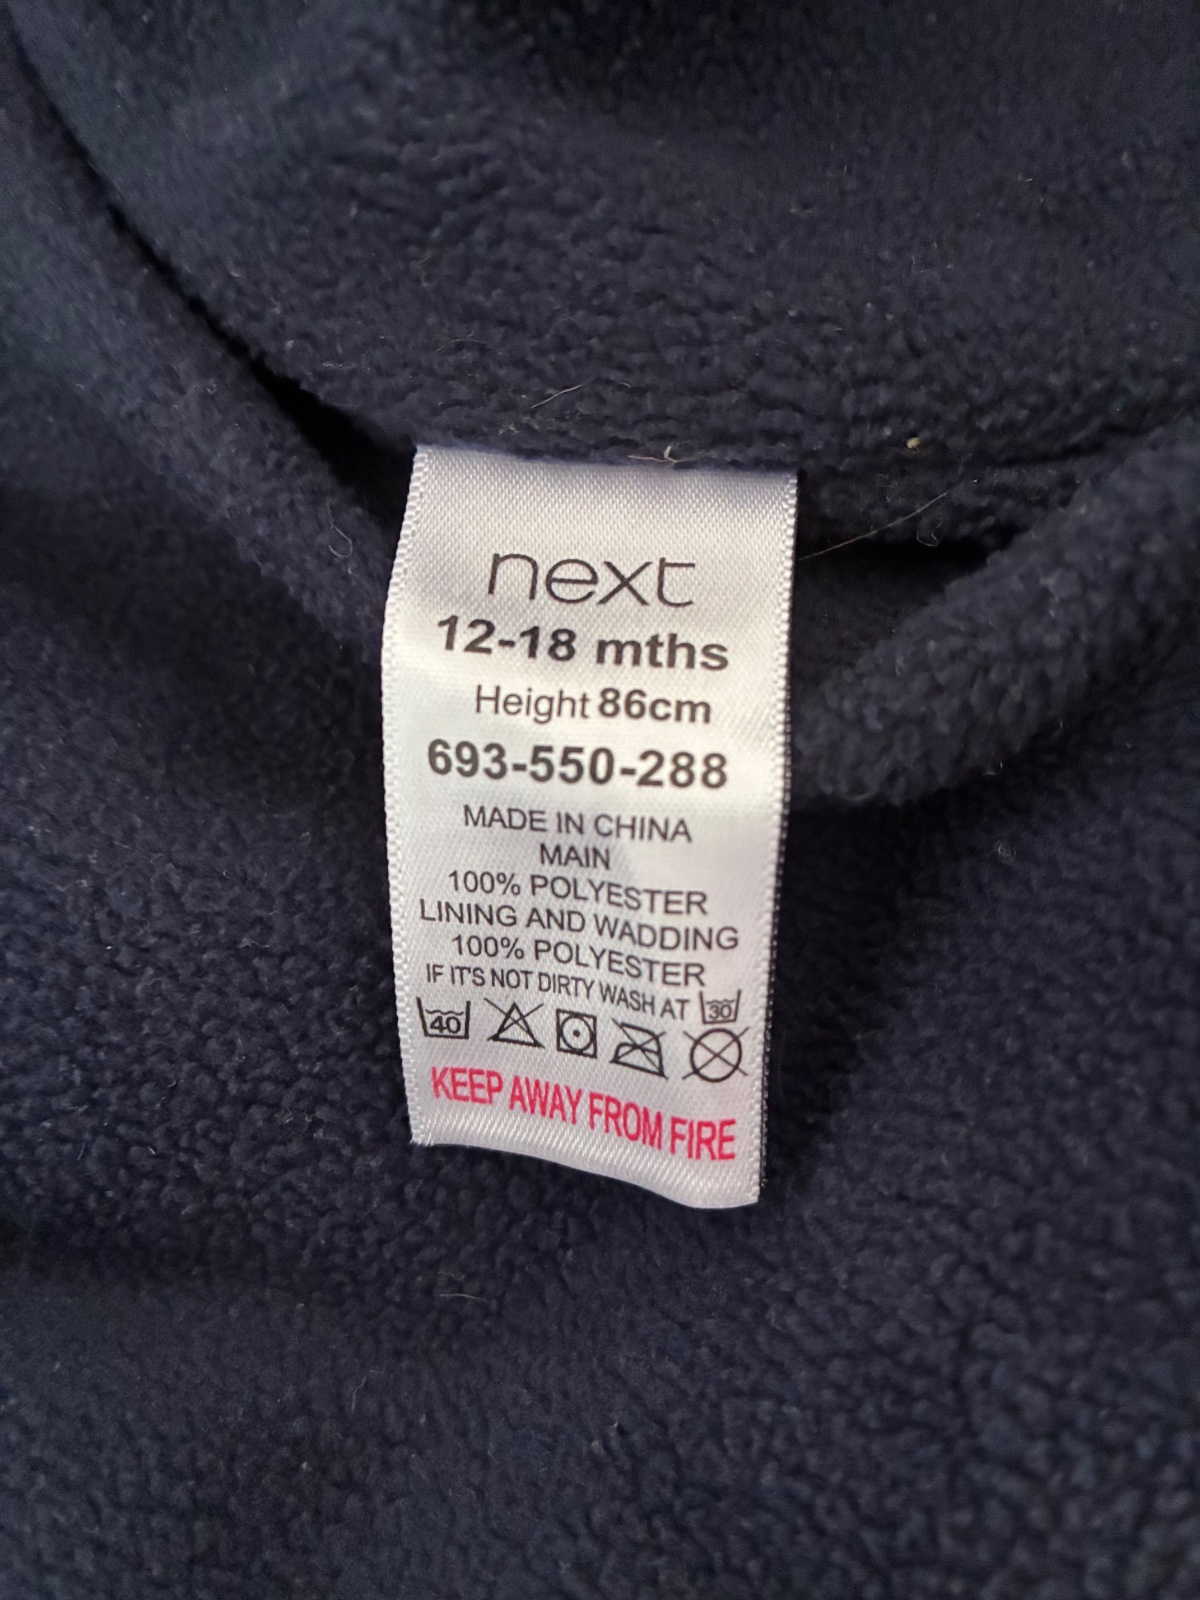 next
12-18 mths
Height 86cm
693-550-288
MADE IN CHINA
MAIN
100% POLYESTER
LINING AND WADDING
100% POLYESTER
IF IT'S NOT DIRTY WASH AT 30
40
KEEP AWAY FROM FIRE